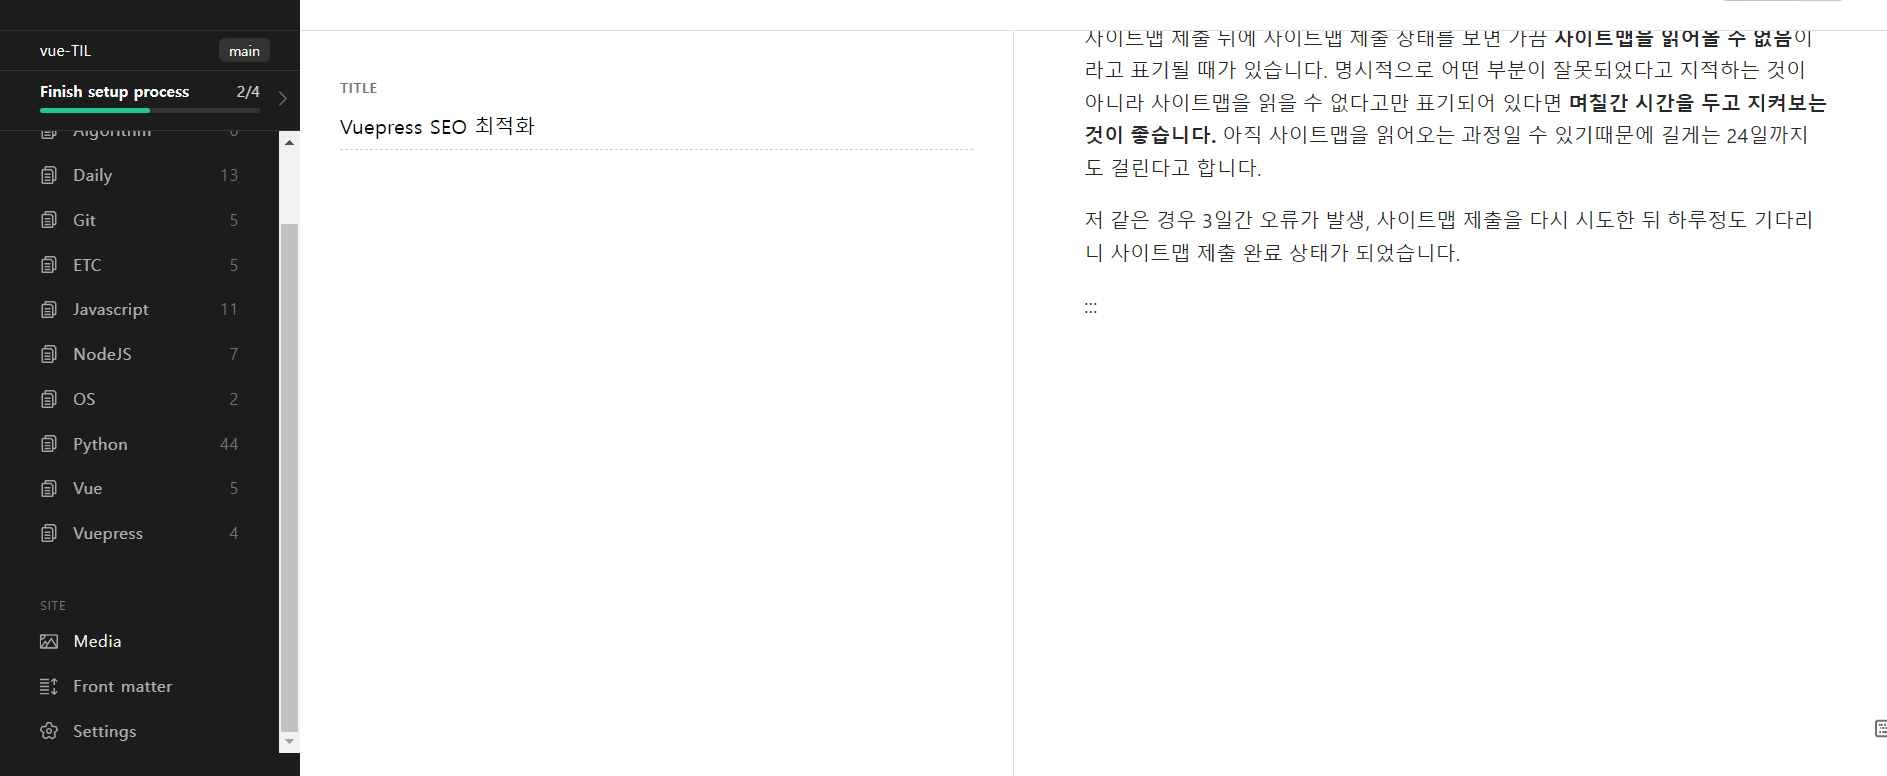 vue-TIL
main
Finish setup process 2/4
Algorithm 6
Daily 13
Git 5
ETC 5
Javascript 11
NodeJS 7
OS 2
Python 44
Vue 5
Vuepress 4
SITE
Media
Front matter
Settings
TITLE
Vuepress SEO 최적화
사이트맵 제출 뒤에 사이트맵 제출 상태를 보면 가끔 사이트맵을 읽어올 수 없음이
라고 표기될 때가 있습니다. 명시적으로 어떤 부분이 잘못되었다고 지적하는 것이
아니라 사이트맵을 읽을 수 없다고만 표기되어 있다면 며칠간 시간을 두고 지켜보는
것이 좋습니다. 아직 사이트맵을 읽어오는 과정일 수 있기때문에 길게는 24일까지
도 걸린다고 합니다.
저 같은 경우 3일간 오류가 발생, 사이트맵 제출을 다시 시도한 뒤 하루정도 기다리
니 사이트맵 제출 완료 상태가 되었습니다.
:::